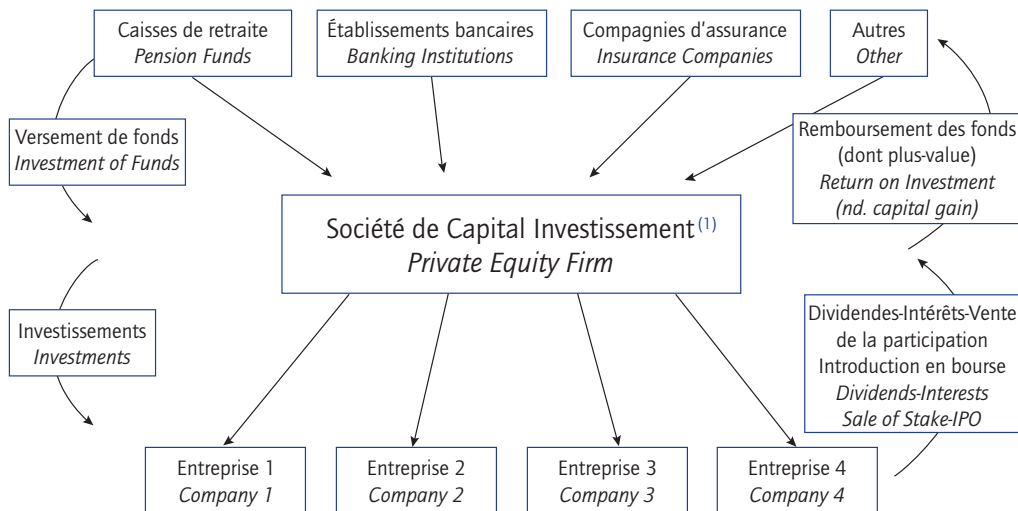 Caisses de retraite
Pension Funds
Établissements bancaires
Banking Institutions
Compagnies d'assurance
Insurance Companies
Autres
Other
Versement de fonds
Investment of Funds
Remboursement des fonds
(dont plus-value)
Return on Investment
(nd. capital gain)
Société de Capital Investissement (1)
Private Equity Firm
Investissements
Investments
Dividendes-Intérêts-Vente
de la participation
Introduction en bourse
Dividends-Interests
Sale of Stake-IPO
Entreprise 1
Company 1
Entreprise 2
Company 2
Entreprise 3
Company 3
Entreprise 4
Company 4